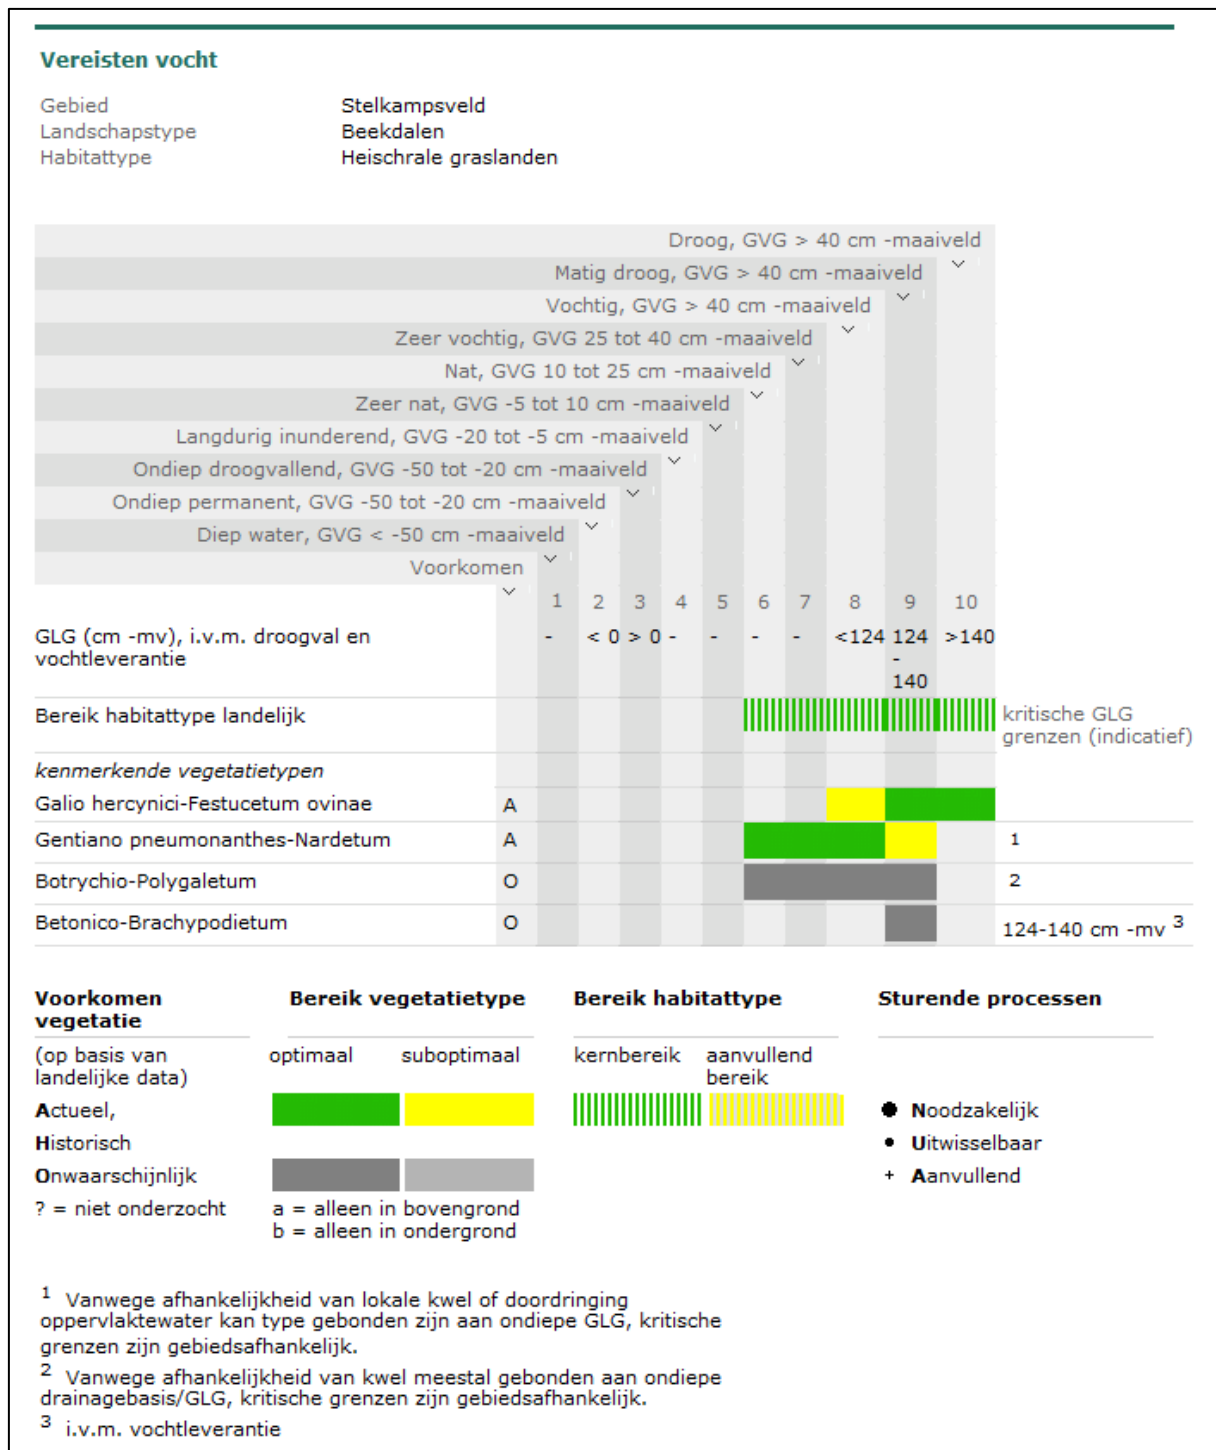 Vereisten vocht
Gebied Stelkampsveld
Landschapstype Beekdalen
Habitattype Heischrale graslanden
Droog, GVG > 40 cm -maaiveld
Matig droog, GVG > 40 cm -maaiveld
Vochtig, GVG > 40 cm -maaiveld
Zeer vochtig, GVG 25 tot 40 cm -maaiveld
Nat, GVG 10 tot 25 cm -maaiveld
Zeer nat, GVG -5 tot 10 cm -maaiveld
Langdurig inunderend, GVG -20 tot -5 cm -maaiveld
Ondiep droogvallend, GVG -50 tot -20 cm -maaiveld
Ondiep permanent, GVG -50 tot -20 cm -maaiveld
Diep water, GVG < -50 cm -maaiveld
Voorkomen
1 2 3 4 5 6 7 8 9 10
GLG (cm -mv), i.v.m. droogval en - < 0 > 0 - - - - <124 124 >140
vochtleverantie -
140
Bereik habitattype landelijk kritische GLG
grenzen (indicatief)
kenmerkende vegetatietypen
Galio hercynici-Festucetum ovinae A
Gentiano pneumonanthes-Nardetum A 1
Botrychio-Polygaletum O 2
Betonico-Brachypodietum O 124-140 cm -mv 3
Voorkomen Bereik vegetatietype Bereik habitattype Sturende processen
vegetatie
(op basis van optimaal suboptimaal kernbereik aanvullend
landelijke data) bereik
Actueel, Noodzakelijk
Historisch Uitwisselbaar
Onwaarschijnlijk + Aanvullend
? = niet onderzocht a = alleen in bovengrond
b = alleen in ondergrond
1 Vanwege afhankelijkheid van lokale kwel of doordringing
oppervlaktewater kan type gebonden zijn aan ondiepe GLG, kritische
grenzen zijn gebiedsafhankelijk.
2 Vanwege afhankelijkheid van kwel meestal gebonden aan ondiepe
drainagebasis/GLG, kritische grenzen zijn gebiedsafhankelijk.
3 i.v.m. vochtleverantie